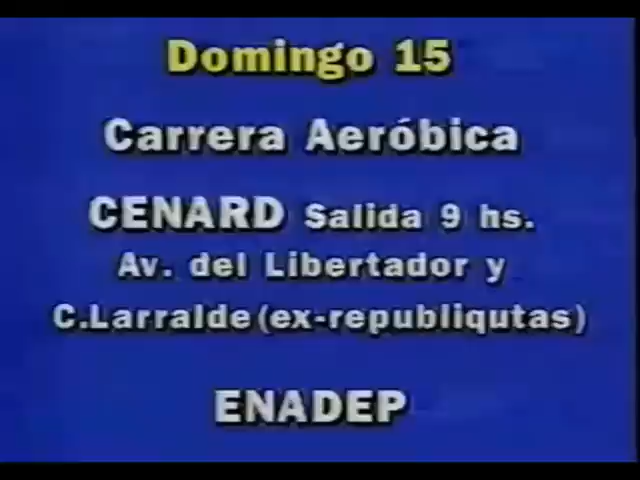 Domingo 15
Carrera Aeróbica
CENARD Salida 9 hs.
Av. del Libertador y
C.Larralde (ex-republiqutas)
ENADEP